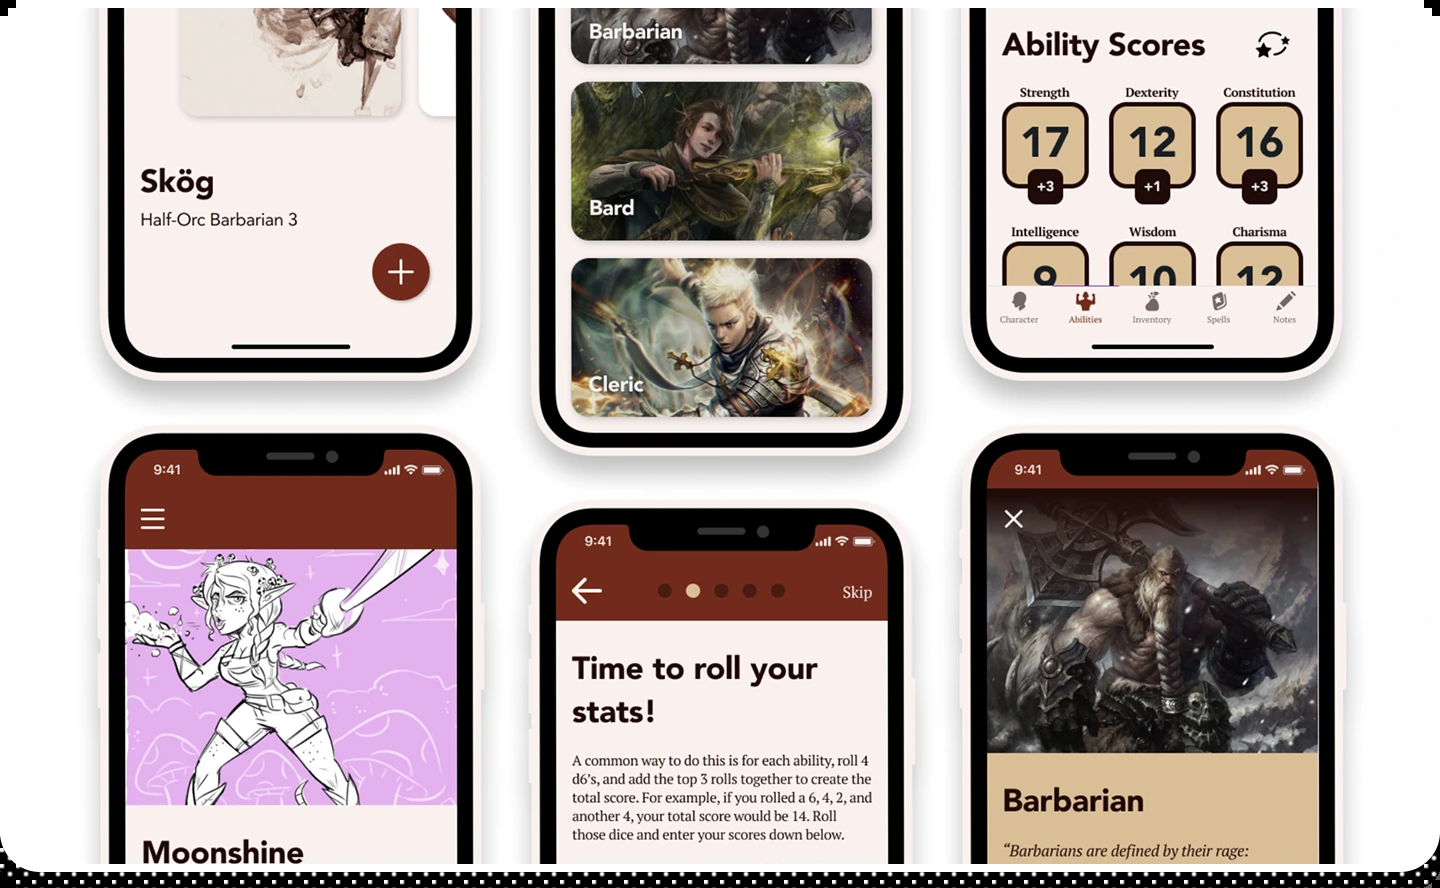 Skög
Half-Orc Barbarian 3
Barbarian
Bard
Cleric
Ability Scores
Strength
Dexterity
Constitution
17
12
16
+3
+1
+3
Intelligence
Wisdom
Charisma
9
10
12
Character
Abilities
Inventory
Spells
Notes
9:41
Moonshine
9:41
Skip
Time to roll your
stats!
A common way to do this is for each ability, roll 4
d6's, and add the top 3 rolls together to create the
total score. For example, if you rolled a 6, 4, 2, and
another 4, your total score would be 14. Roll
those dice and enter your scores down below.
9:41
Barbarian
“Barbarians are defined by their rage: